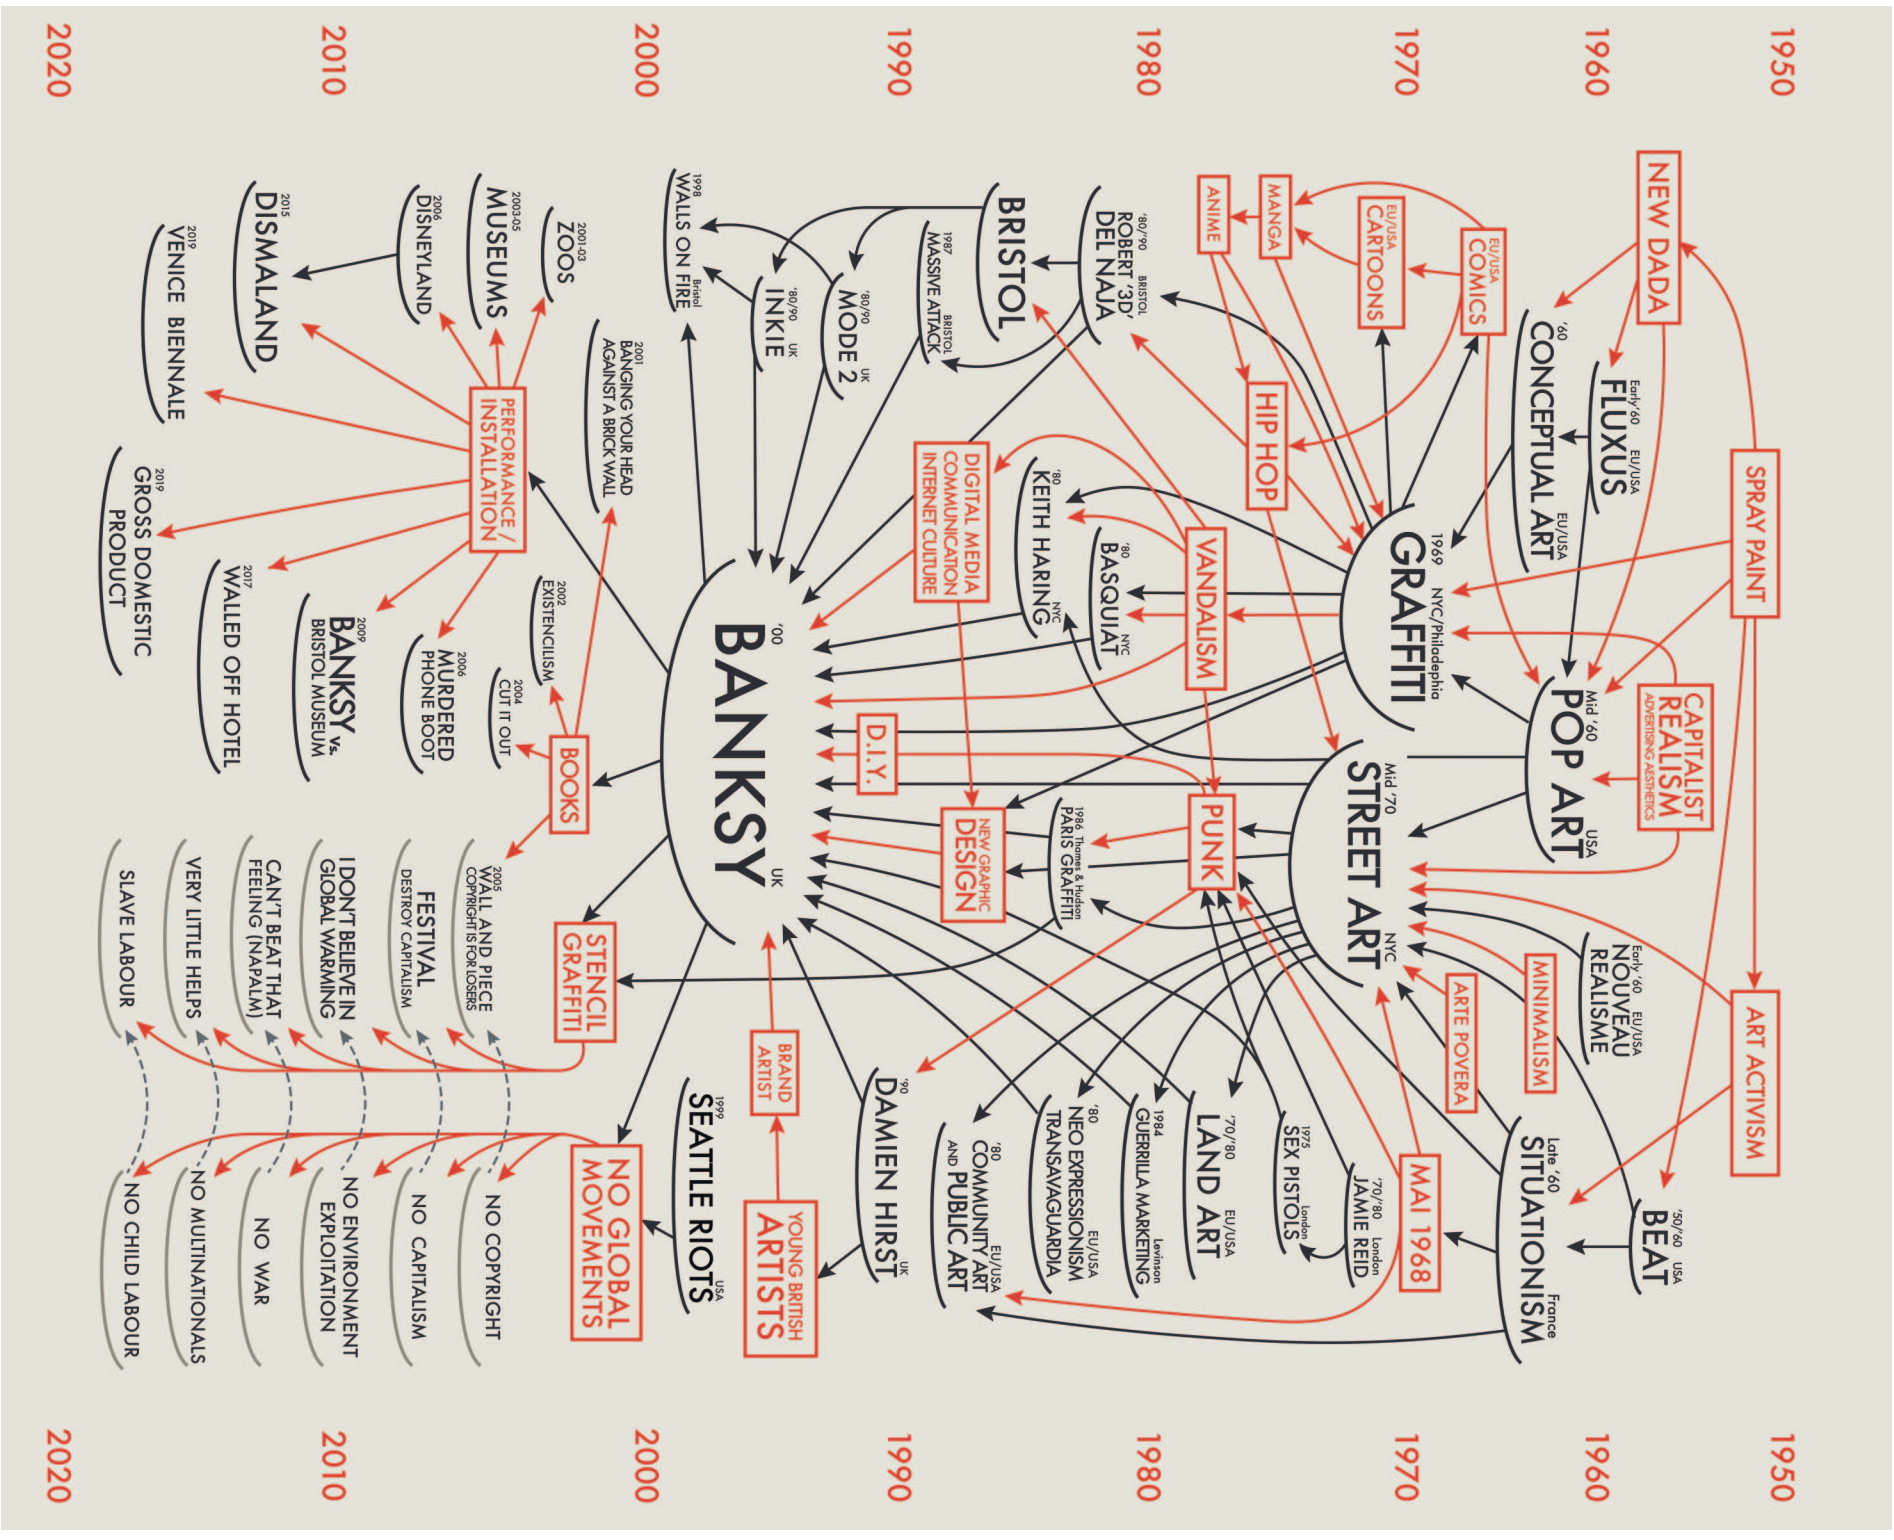 1950
1950
SPRAY PAINT
ART ACTIVISM
NEW DADA
CAPITALIST
REALISM
ADVERTISING AESTHETICS
'50/'60 USA
BEAT
1960
1960
Early '60 EU/USA
FLUXUS
Early '60 EU/USA
NOUVEAU
REALISME
Mid '60 USA
POP ART
'60 EU/USA
CONCEPTUAL ART
MINIMALISM
Late '60 France
SITUATIONISM
EU/USA
COMICS
ARTE POVERA
1970
1970
EU/USA
CARTOONS
1969 NYC/Philadephia
GRAFFITI
Mid '70 NYC
STREET ART
MAI 1968
'70/'80 London
JAMIE REID
MANGA
ANIME
HIP HOP
1975 London
SEX PISTOLS
VANDALISM
PUNK
'70/'80 EU/USA
LAND ART
1980
1980
'80/'90 BRISTOL
ROBERT '3D'
DEL NAJA
'80 NYC
BASQUIAT
1984 Levinson
GUERRILLA MARKETING
1986 Thames & Hudson
PARIS GRAFFITI
'80 EU/USA
NEO EXPRESSIONISM
TRANSAVAGUARDIA
'80 NYC
KEITH HARING
BRISTOL
DIGITAL MEDIA
COMMUNICATION
INTERNET CULTURE
NEW GRAPHIC
DESIGN
'80 EU/USA
COMMUNITY ART
AND PUBLIC ART
1987 BRISTOL
MASSIVE ATTACK
1990
1990
D.I.Y.
'90 UK
DAMIEN HIRST
'80/90 UK
MODE 2
'80/90 UK
INKIE
'00 UK
BANKSY
BRAND
ARTIST
YOUNG BRITISH
ARTISTS
1998 Bristol
WALLS ON FIRE
1999 USA
SEATTLE RIOTS
2000
2000
2001
BANGING YOUR HEAD
AGAINST A BRICK WALL
STENCIL
GRAFFITI
NO GLOBAL
MOVEMENTS
2001-03
ZOOS
2002
EXISTENCILISM
BOOKS
2003-05
MUSEUMS
PERFORMANCE /
INSTALLATION
2004
CUT IT OUT
2005
WALL AND PIECE
COPYRIGHT IS FOR LOSERS
NO COPYRIGHT
2006
DISNEYLAND
2006
MURDERED
PHONE BOOT
FESTIVAL
DESTROY CAPITALISM
NO CAPITALISM
2010
2010
2009
BANKSY vs.
BRISTOL MUSEUM
I DON'T BELIEVE IN
GLOBAL WARMING
NO ENVIRONMENT
EXPLOITATION
2015
DISMALAND
2017
WALLED OFF HOTEL
CAN'T BEAT THAT
FEELING (NAPALM)
NO WAR
2019
VENICE BIENNALE
VERY LITTLE HELPS
NO MULTINATIONALS
2019
GROSS DOMESTIC
PRODUCT
SLAVE LABOUR
NO CHILD LABOUR
2020
2020